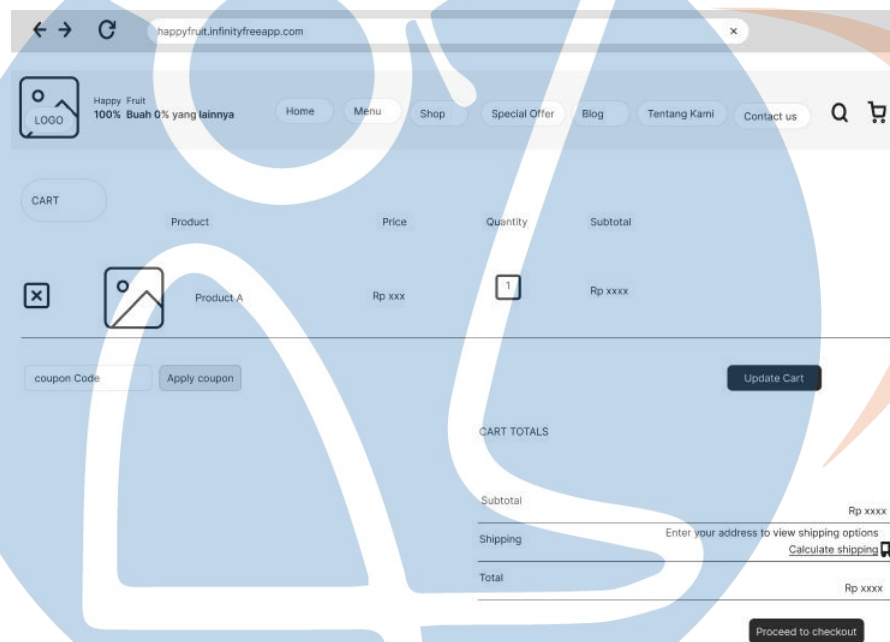 happyfruit.infinityfreeapp.com
LOGO
Happy Fruit
100% Buah 0% yang lainnya
Home Menu Shop Special Offer Blog Tentang Kami Contact us
CART
Product Price Quantity Subtotal
Product A Rp xxx 1 Rp xxxx
coupon Code Apply coupon Update Cart
CART TOTALS
Subtotal Rp xxxx
Shipping Enter your address to view shipping options
Calculate shipping
Total Rp xxxx
Proceed to checkout